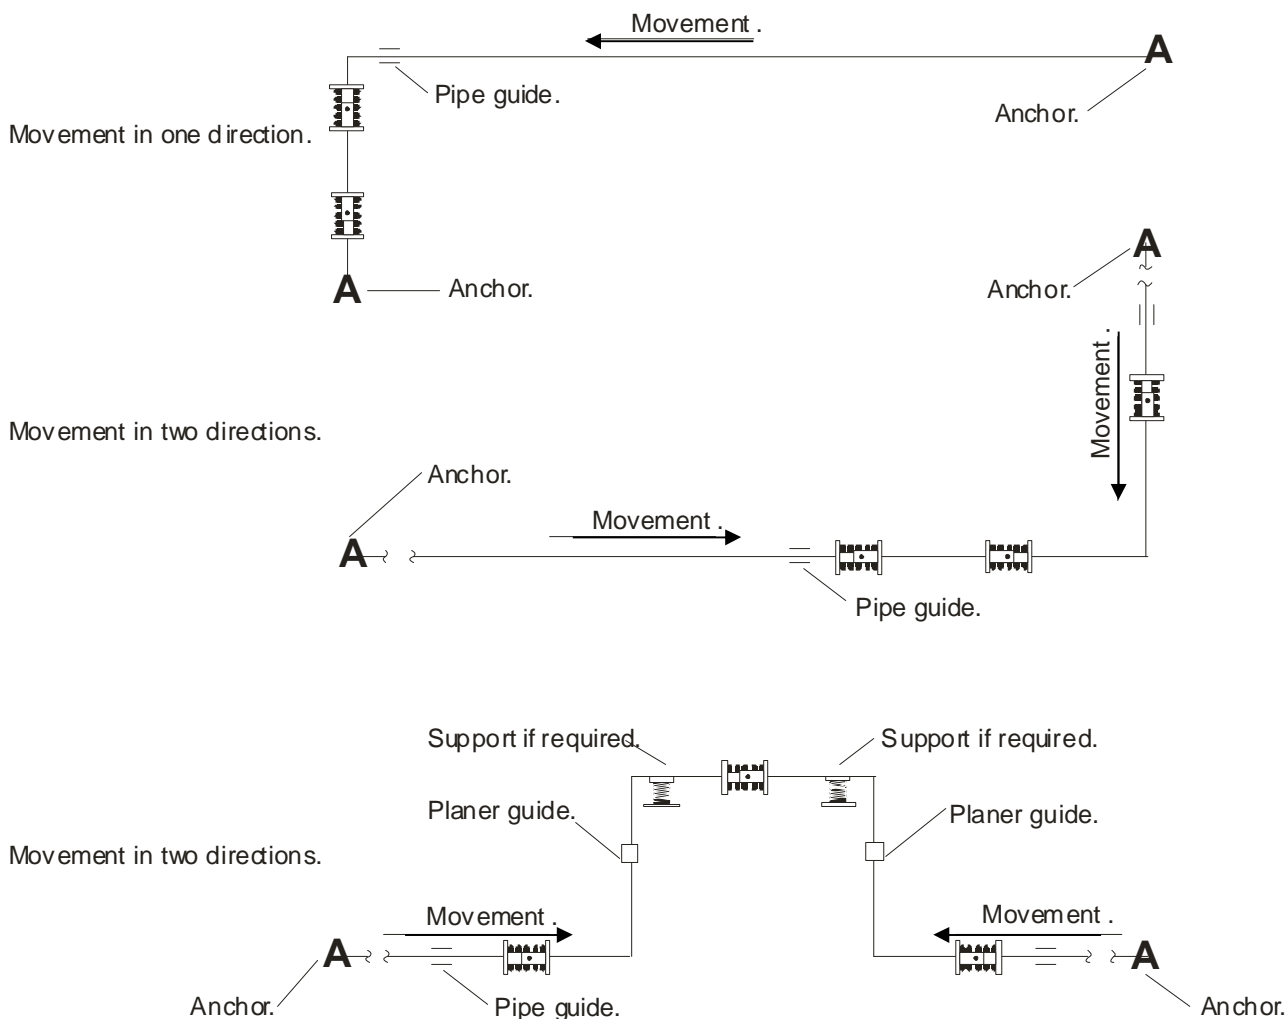 Movement .
A
Pipe guide.
Anchor.
Movement in one direction.
A
Anchor.
A
Anchor.
Movement .
Movement in two directions.
Anchor.
Movement .
A
Pipe guide.
Support if required.
Support if required.
Planer guide.
Planer guide.
Movement in two directions.
Movement .
Movement .
A
A
Anchor.
Pipe guide.
Anchor.